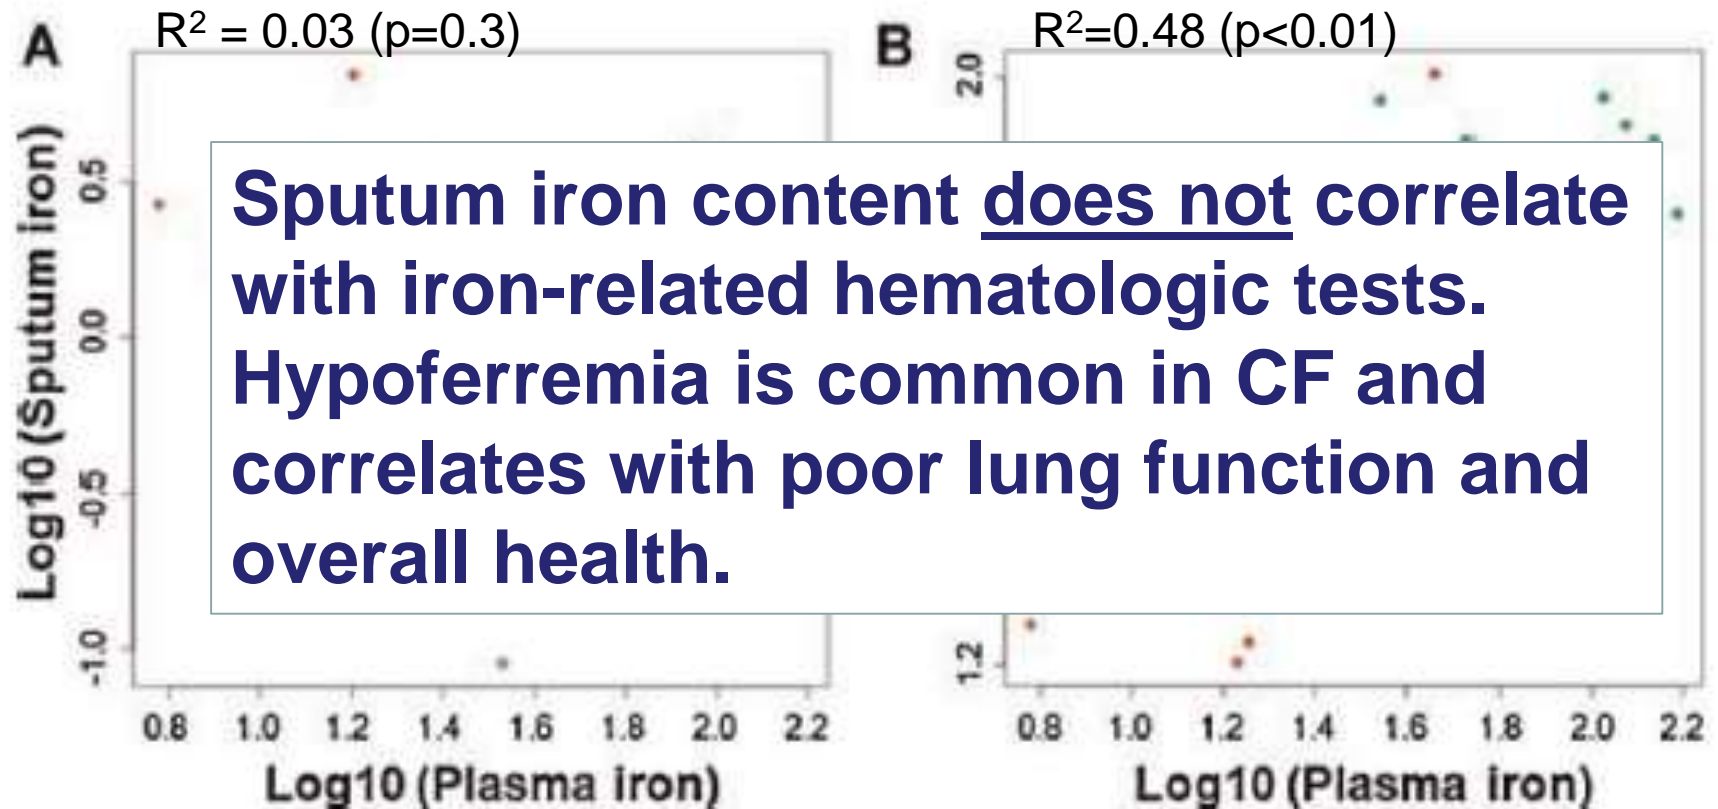 A
R² = 0.03 (p=0.3)
B
R²=0.48 (p<0.01)
Log10 (Sputum iron)
0.5
0.0
-0.5
-1.0
2.0
1.2
Sputum iron content does not correlate
with iron-related hematologic tests.
Hypoferremia is common in CF and
correlates with poor lung function and
overall health.
0.8 1.0 1.2 1.4 1.6 1.8 2.0 2.2
Log10 (Plasma iron)
0.8 1.0 1.2 1.4 1.6 1.8 2.0 2.2
Log10 (Plasma iron)